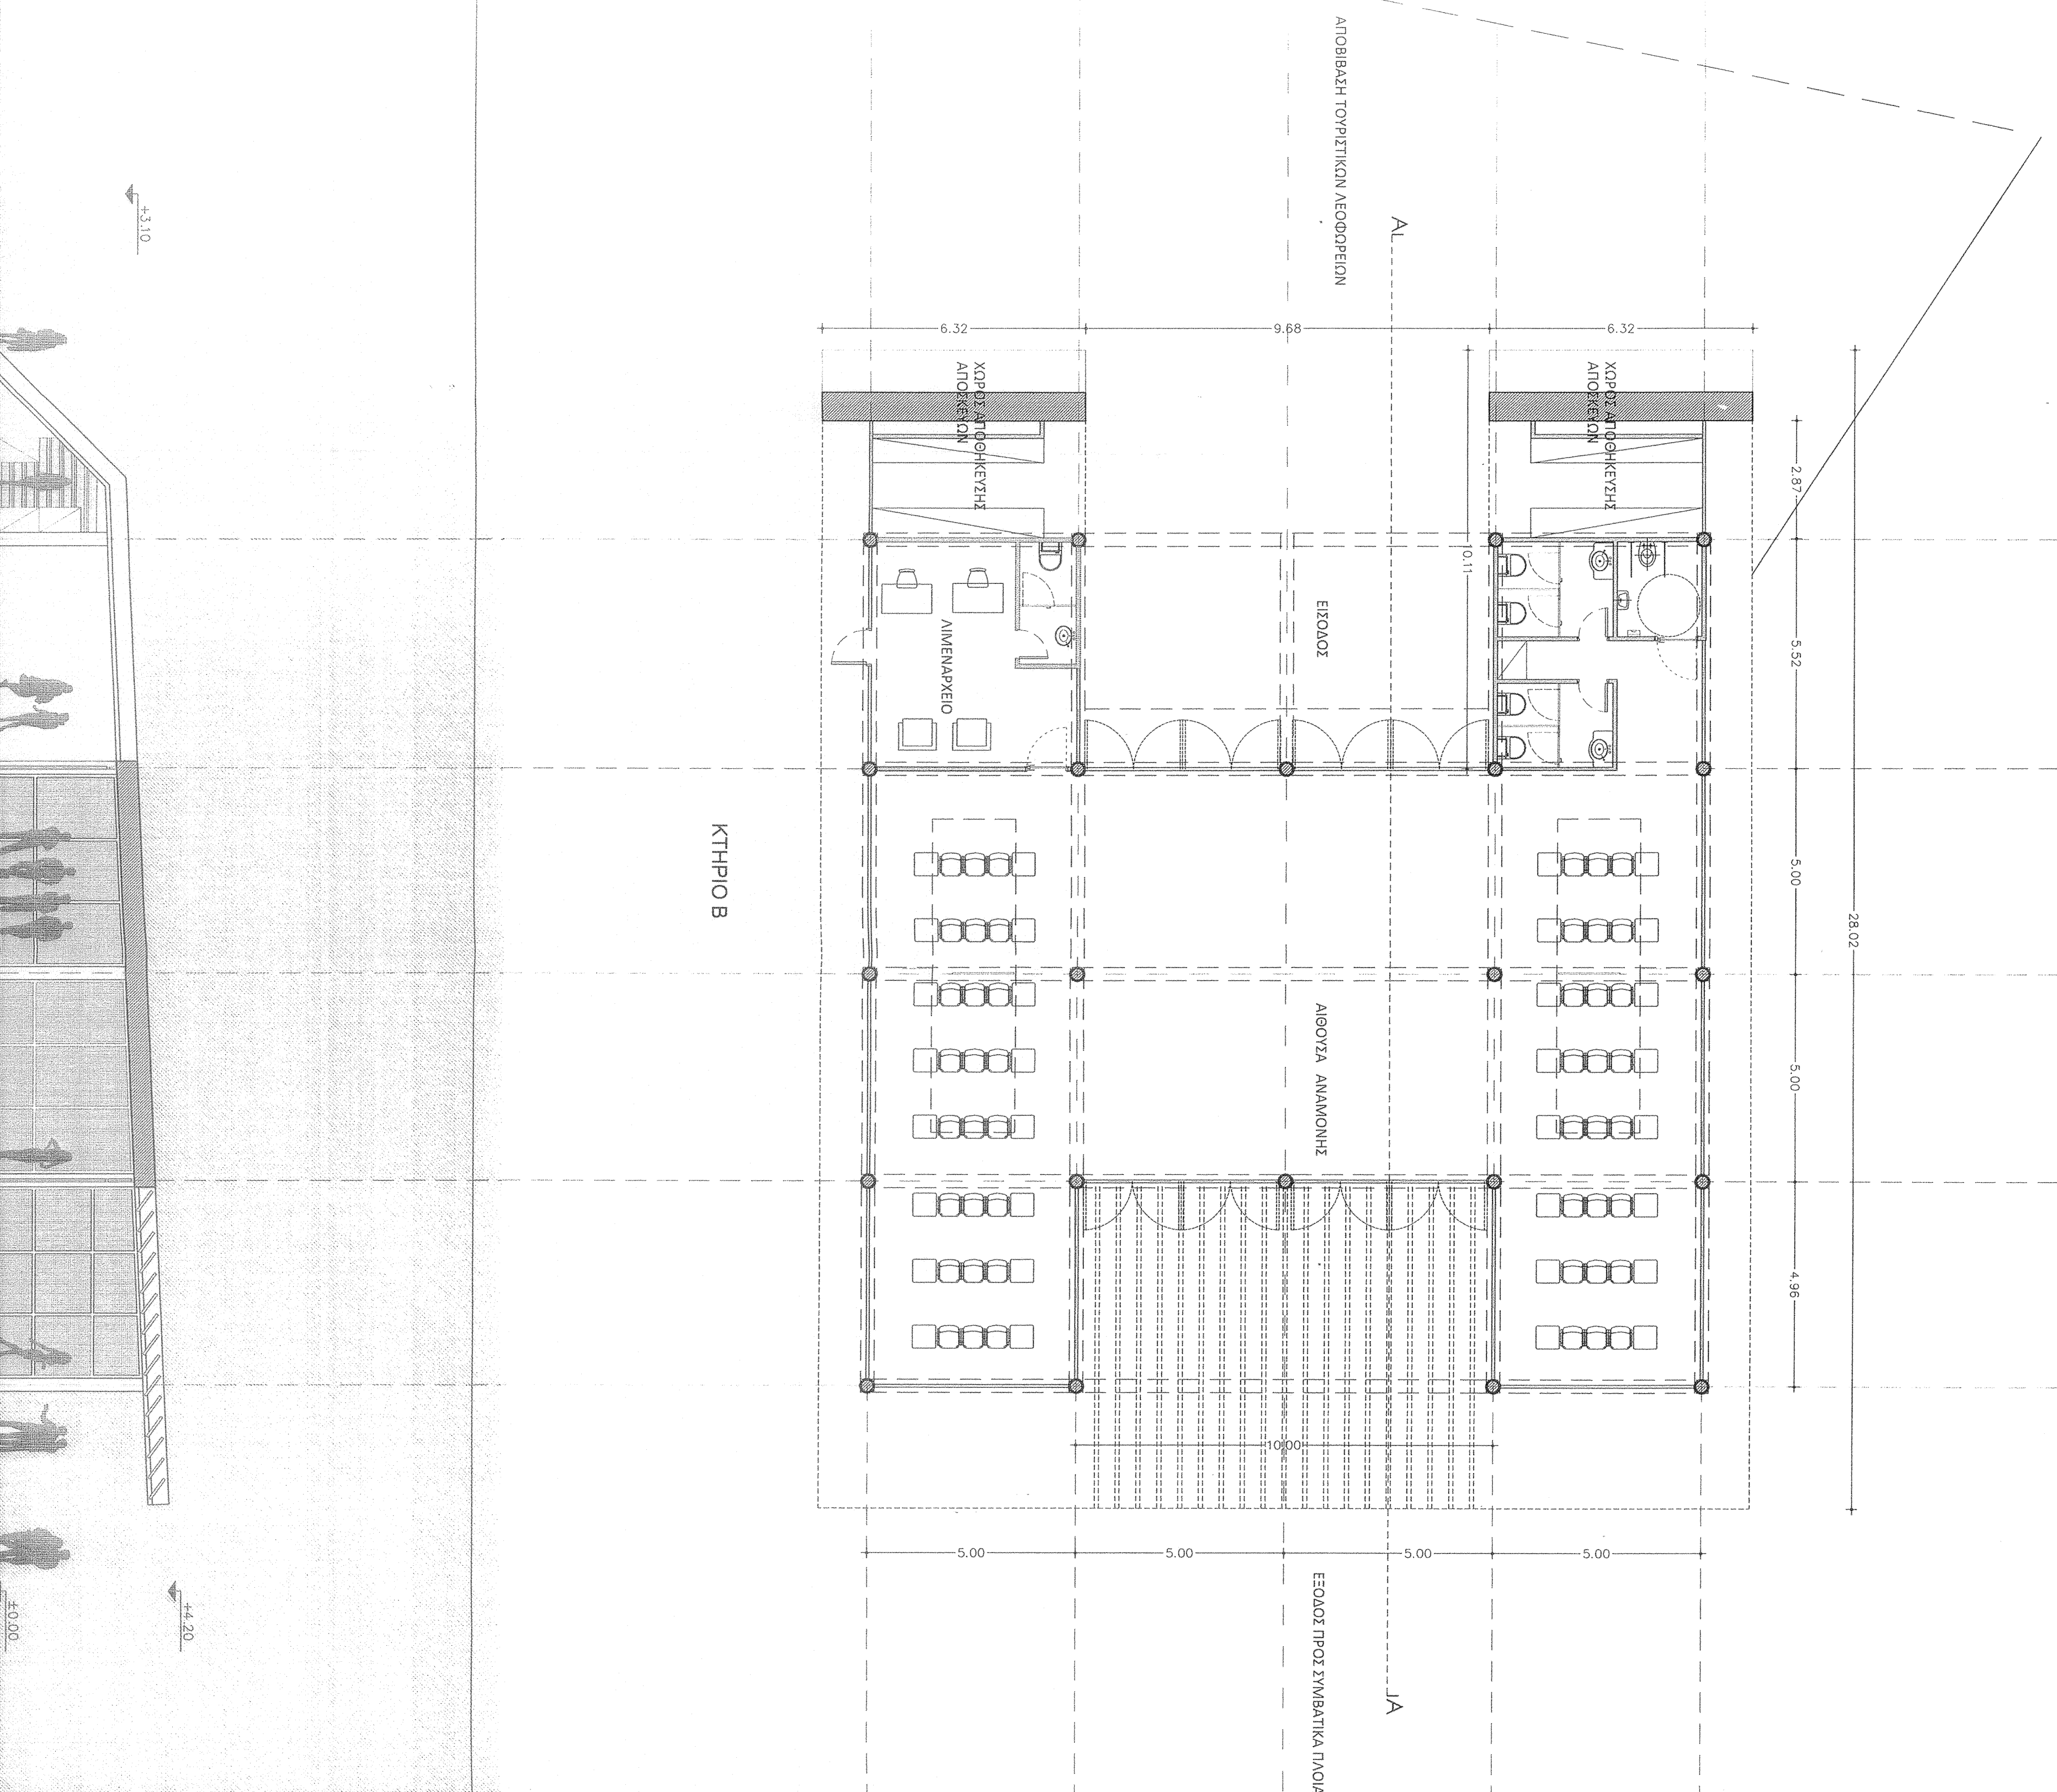 ΑΠΟΒΙΒΑΣΗ ΤΟΥΡΙΣΤΙΚΩΝ ΛΕΟΦΩΡΕΙΩΝ
A
+3.10
6.32
9.68
6.32
ΧΩΡΟΣ ΑΠΟΘΗΚΕΥΣΗΣ
ΑΠΟΣΚΕΥΩΝ
ΧΩΡΟΣ ΑΠΟΘΗΚΕΥΣΗΣ
ΑΠΟΣΚΕΥΩΝ
2.87
10.11
ΕΙΣΟΔΟΣ
ΛΙΜΕΝΑΡΧΕΙΟ
5.52
ΚΤΗΡΙΟ Β
5.00
28.02
ΑΙΘΟΥΣΑ ΑΝΑΜΟΝΗΣ
5.00
4.96
10.00
5.00
5.00
5.00
5.00
ΕΞΟΔΟΣ ΠΡΟΣ ΣΥΜΒΑΤΙΚΑ ΠΛΟΙΑ
A
+4.20
±0.00